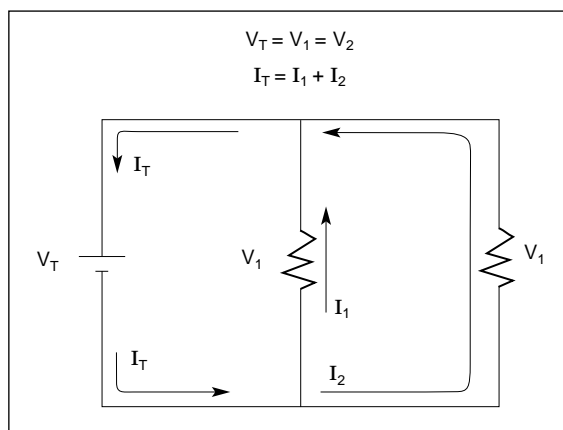 V_T = V_1 = V_2
I_T = I_1 + I_2
I_T
V_T
V_1
V_1
I_1
I_T
I_2